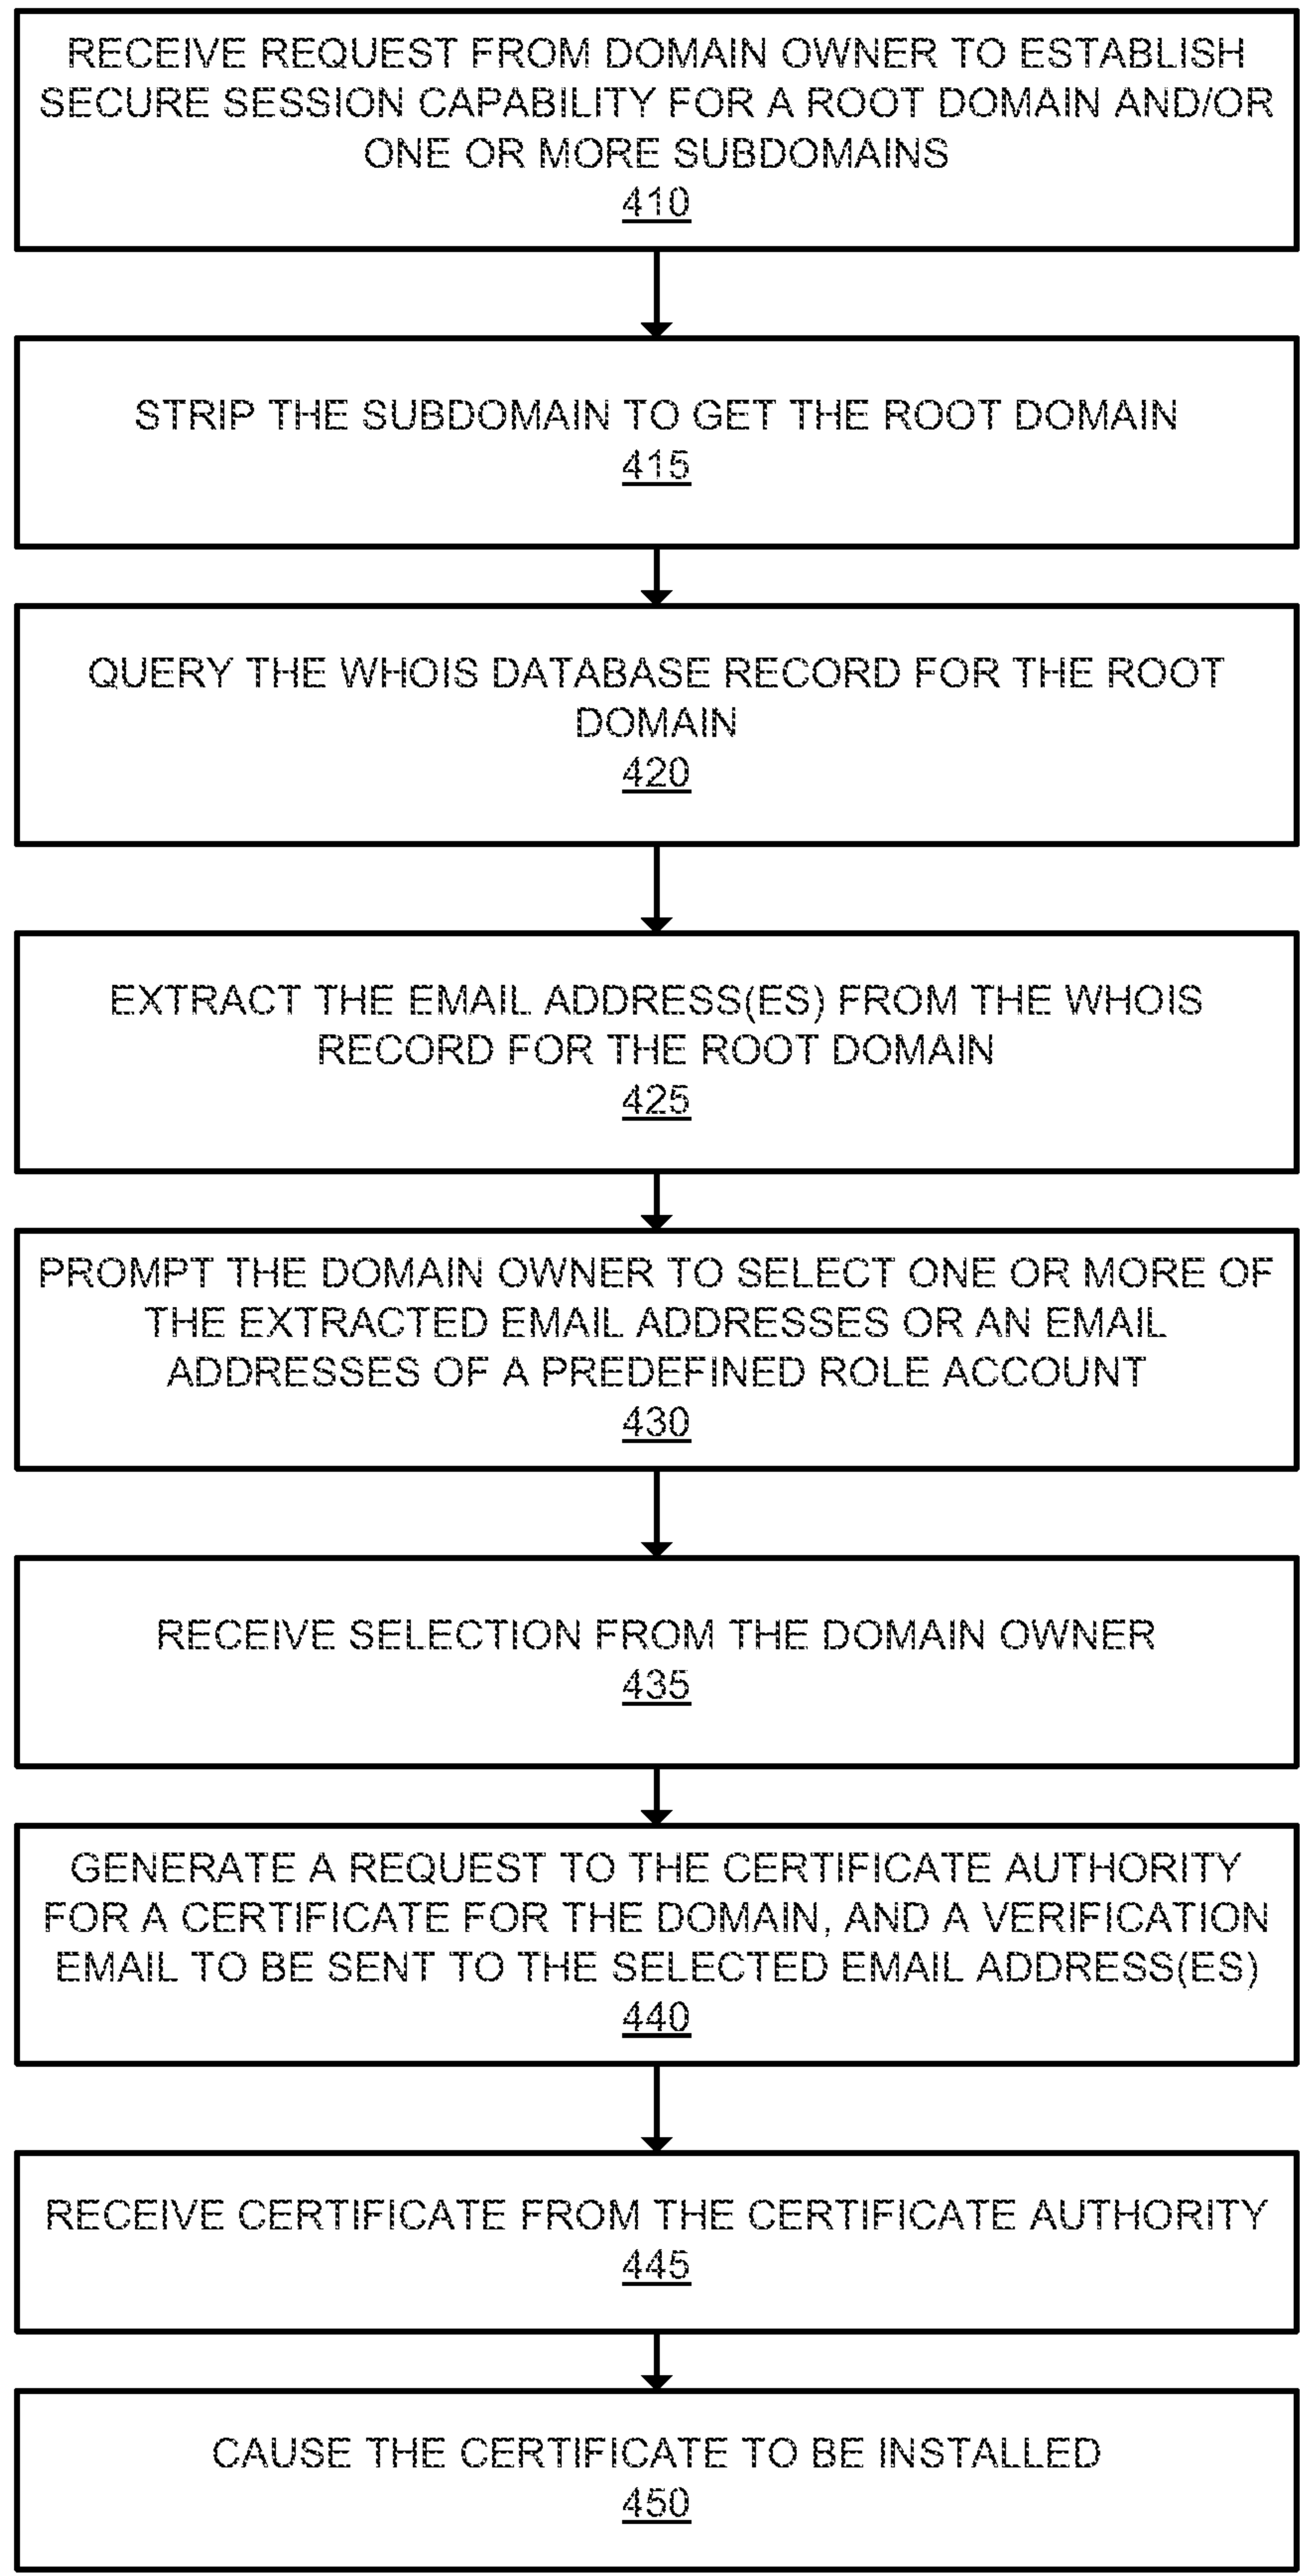 RECEIVE REQUEST FROM DOMAIN OWNER TO ESTABLISH
SECURE SESSION CAPABILITY FOR A ROOT DOMAIN AND/OR
ONE OR MORE SUBDOMAINS
410
STRIP THE SUBDOMAIN TO GET THE ROOT DOMAIN
415
QUERY THE WHOIS DATABASE RECORD FOR THE ROOT
DOMAIN
420
EXTRACT THE EMAIL ADDRESS(ES) FROM THE WHOIS
RECORD FOR THE ROOT DOMAIN
425
PROMPT THE DOMAIN OWNER TO SELECT ONE OR MORE OF
THE EXTRACTED EMAIL ADDRESSES OR AN EMAIL
ADDRESSES OF A PREDEFINED ROLE ACCOUNT
430
RECEIVE SELECTION FROM THE DOMAIN OWNER
435
GENERATE A REQUEST TO THE CERTIFICATE AUTHORITY
FOR A CERTIFICATE FOR THE DOMAIN, AND A VERIFICATION
EMAIL TO BE SENT TO THE SELECTED EMAIL ADDRESS(ES)
440
RECEIVE CERTIFICATE FROM THE CERTIFICATE AUTHORITY
445
CAUSE THE CERTIFICATE TO BE INSTALLED
450